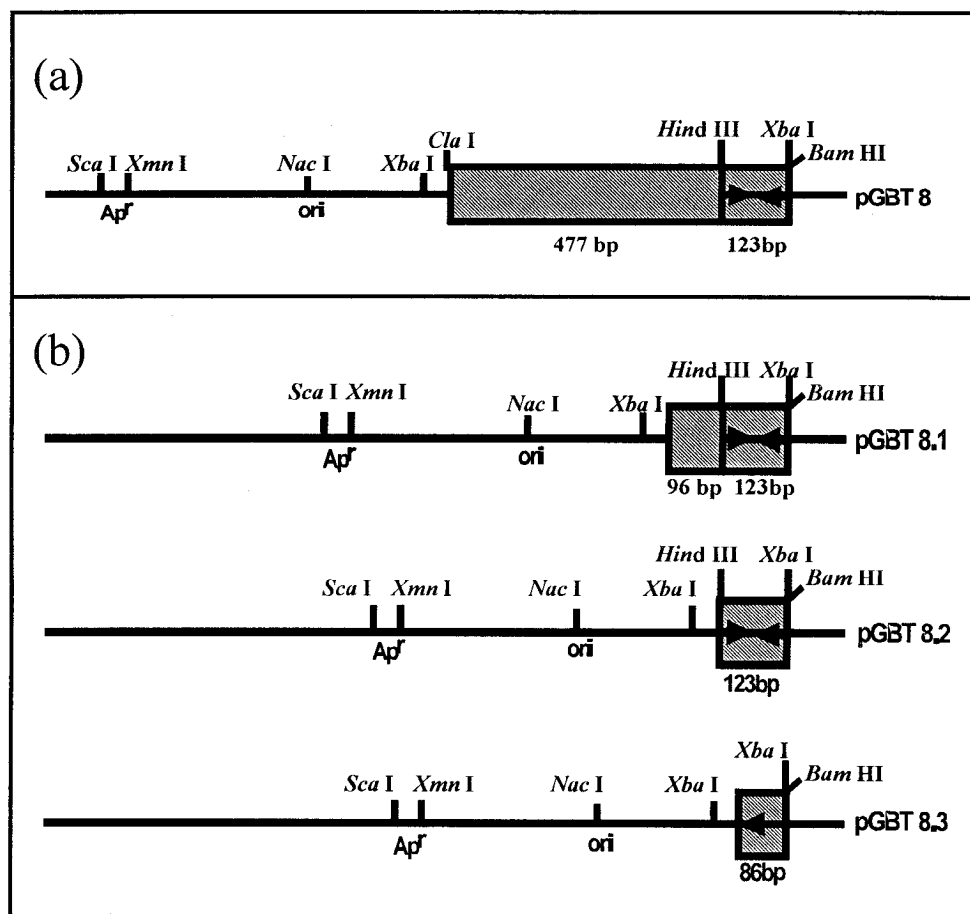 (a)
Hind III Xba I
Cla I
Sca I Xmn I Nac I Xba I Bam HI
Apr ori pGBT 8
477 bp 123bp
(b)
Hind III Xba I
Sca I Xmn I Nac I Xba I Bam HI
Apr ori pGBT 8.1
96 bp 123bp
Hind III Xba I
Sca I Xmn I Nac I Xba I Bam HI
Apr ori pGBT 8.2
123bp
Xba I
Sca I Xmn I Nac I Xba I Bam HI
Apr ori pGBT 8.3
86bp